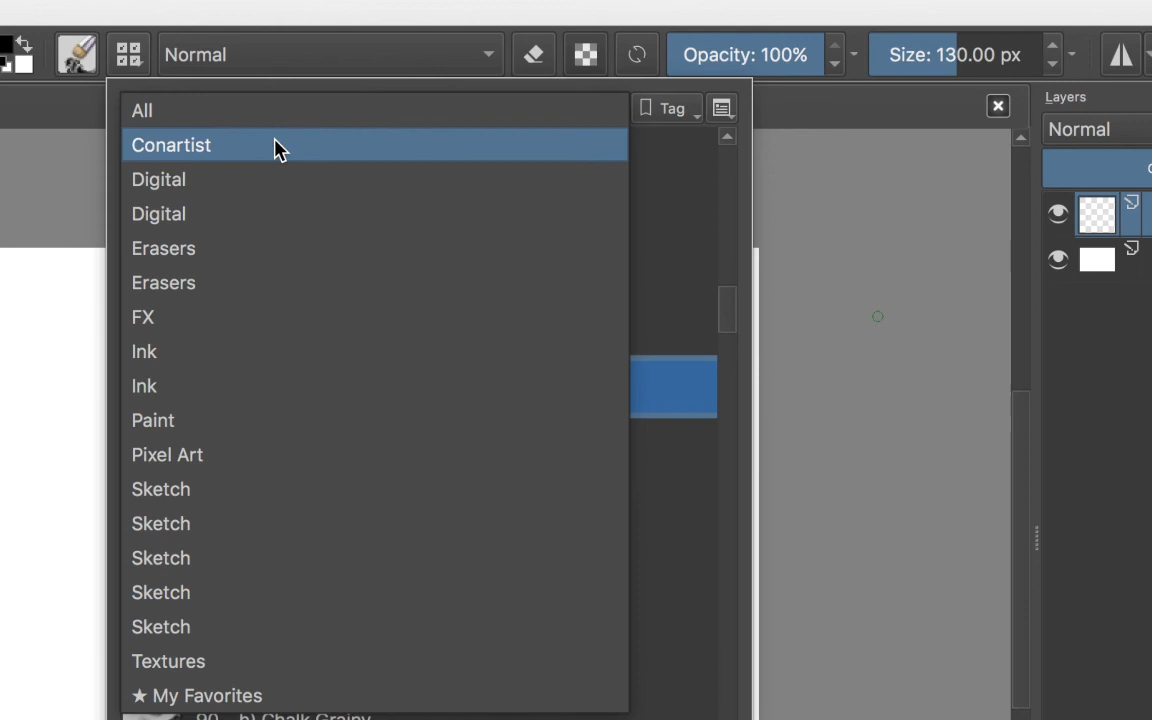 Normal
Opacity: 100%
Size: 130.00 px
All
Tag
Layers
Normal
Conartist
Digital
Digital
Erasers
Erasers
FX
Ink
Ink
Paint
Pixel Art
Sketch
Sketch
Sketch
Sketch
Sketch
Textures
★ My Favorites